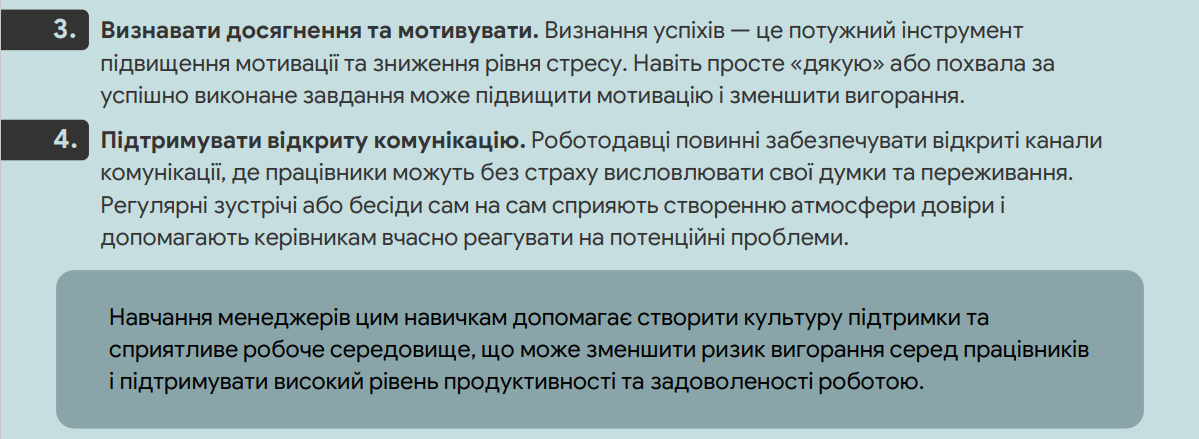 3. Визнавати досягнення та мотивувати. Визнання успіхів — це потужний інструмент
підвищення мотивації та зниження рівня стресу. Навіть просте «дякую» або похвала за
успішно виконане завдання може підвищити мотивацію і зменшити вигорання.
4. Підтримувати відкриту комунікацію. Роботодавці повинні забезпечувати відкриті канали
комунікації, де працівники можуть без страху висловлювати свої думки та переживання.
Регулярні зустрічі або бесіди сам на сам сприяють створенню атмосфери довіри і
допомагають керівникам вчасно реагувати на потенційні проблеми.
Навчання менеджерів цим навичкам допомагає створити культуру підтримки та
сприятливе робоче середовище, що може зменшити ризик вигорання серед працівників
і підтримувати високий рівень продуктивності та задоволеності роботою.